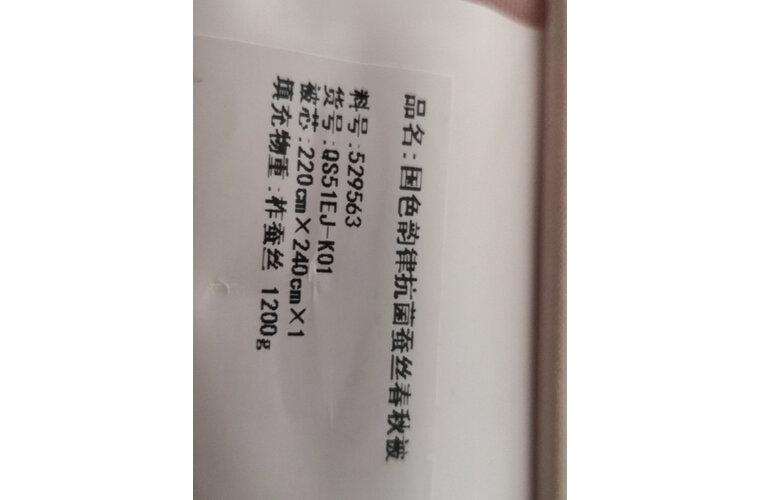 品名:国色韵律抗菌蚕丝春秋被
料号:529563
货号:QS51EJ-K01
被芯:220cm×240cm×1
填充物重:柞蚕丝 1200g